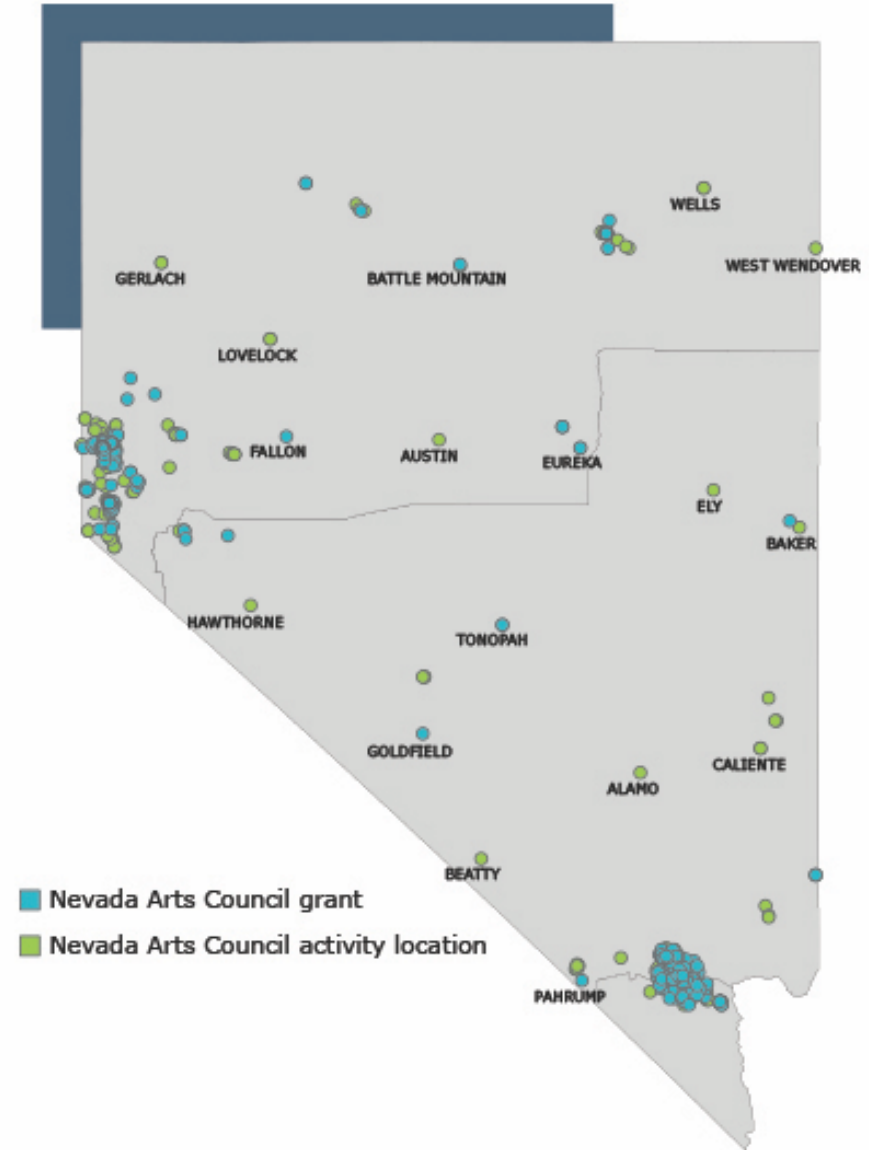 WELLS
WEST WENDOVER
GERLACH
BATTLE MOUNTAIN
LOVELOCK
FALLON
AUSTIN
EUREKA
ELY
BAKER
HAWTHORNE
TONOPAH
GOLDFIELD
CALIENTE
ALAMO
BEATTY
Nevada Arts Council grant
Nevada Arts Council activity location
PAHRUMP